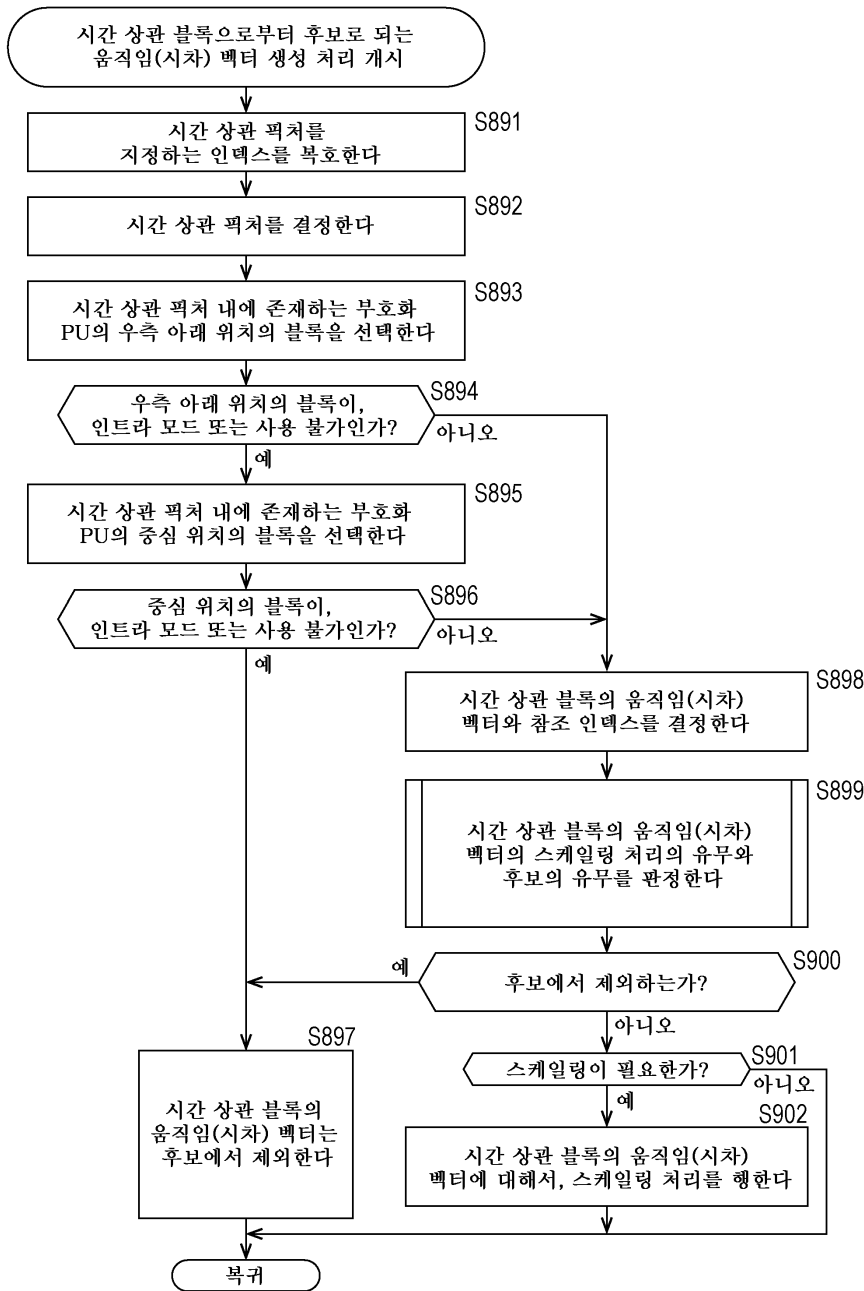 시간 상관 블록으로부터 후보로 되는
움직임(시차) 벡터 생성 처리 개시
S891
시간 상관 픽처를
지정하는 인덱스를 복호한다
S892
시간 상관 픽처를 결정한다
S893
시간 상관 픽처 내에 존재하는 부호화
PU의 우측 아래 위치의 블록을 선택한다
S894
우측 아래 위치의 블록이,
인트라 모드 또는 사용 불가인가?
아니오
예
S895
시간 상관 픽처 내에 존재하는 부호화
PU의 중심 위치의 블록을 선택한다
S896
중심 위치의 블록이,
인트라 모드 또는 사용 불가인가?
아니오
예
S898
시간 상관 블록의 움직임(시차)
벡터와 참조 인덱스를 결정한다
S899
시간 상관 블록의 움직임(시차)
벡터의 스케일링 처리의 유무와
후보의 유무를 판정한다
S900
예
후보에서 제외하는가?
아니오
S897
시간 상관 블록의
움직임(시차) 벡터는
후보에서 제외한다
S901
스케일링이 필요한가?
아니오
예
S902
시간 상관 블록의 움직임(시차)
벡터에 대해서, 스케일링 처리를 행한다
복귀